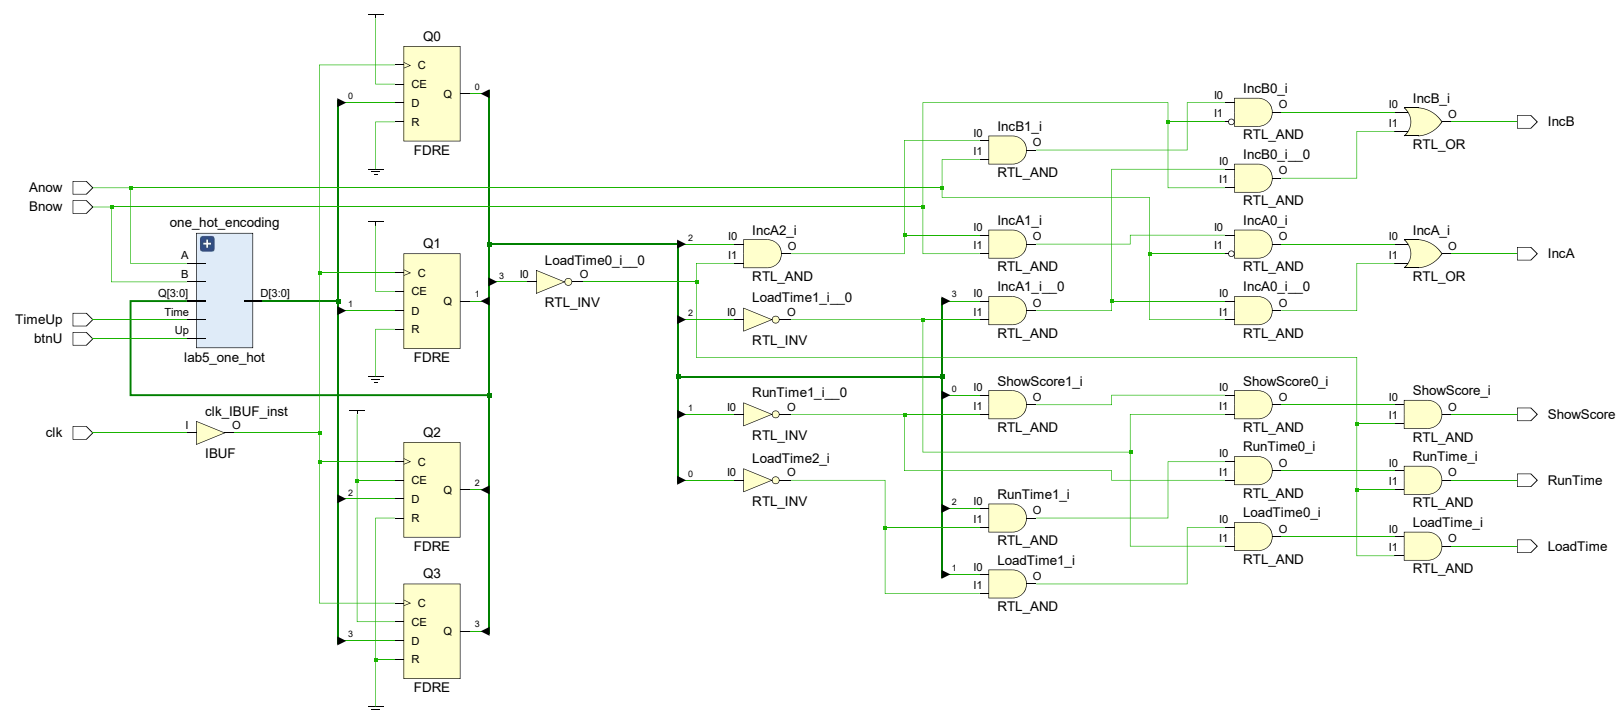 Anow
Bnow
TimeUp
btnU
clk
one_hot_encoding
+
A
B
Q[3:0]
D[3:0]
Time
Up
lab5_one_hot
clk_IBUF_inst
I
O
IBUF
Q0
C
CE
D
R
Q
0
0
FDRE
Q1
C
CE
D
R
Q
1
1
FDRE
Q2
C
CE
D
R
Q
2
2
FDRE
Q3
C
CE
D
R
Q
3
3
FDRE
LoadTime0_i__0
3
I0
O
RTL_INV
IncA2_i
2
I0
I1
O
RTL_AND
LoadTime1_i__0
2
I0
O
RTL_INV
RunTime1_i__0
1
I0
O
RTL_INV
LoadTime2_i
0
I0
O
RTL_INV
IncB1_i
I0
I1
O
RTL_AND
IncA1_i
I0
I1
O
RTL_AND
IncA1_i__0
3
I0
I1
O
RTL_AND
ShowScore1_i
0
I0
I1
O
RTL_AND
RunTime1_i
2
I0
I1
O
RTL_AND
LoadTime1_i
1
I0
I1
O
RTL_AND
IncB0_i
I0
I1
O
RTL_AND
IncB0_i__0
I0
I1
O
RTL_AND
IncA0_i
I0
I1
O
RTL_AND
IncA0_i__0
I0
I1
O
RTL_AND
ShowScore0_i
I0
I1
O
RTL_AND
RunTime0_i
I0
I1
O
RTL_AND
LoadTime0_i
I0
I1
O
RTL_AND
IncB_i
I0
I1
O
RTL_OR
IncA_i
I0
I1
O
RTL_OR
ShowScore_i
I0
I1
O
RTL_AND
RunTime_i
I0
I1
O
RTL_AND
LoadTime_i
I0
I1
O
RTL_AND
IncB
IncA
ShowScore
RunTime
LoadTime